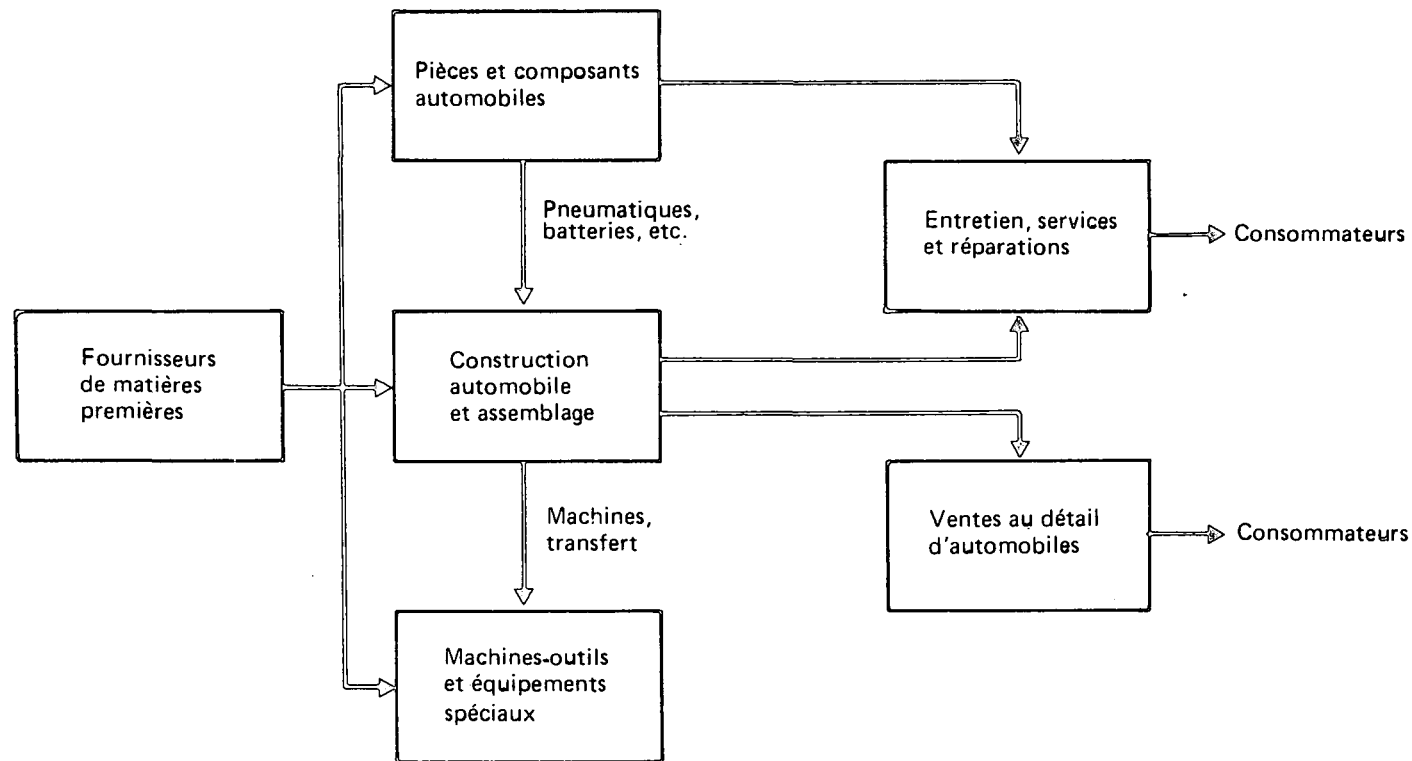 Pièces et composants
automobiles
Pneumatiques,
batteries, etc.
Entretien, services
et réparations
Consommateurs
Fournisseurs
de matières
premières
Construction
automobile
et assemblage
Machines,
transfert
Ventes au détail
d'automobiles
Consommateurs
Machines-outils
et équipements
spéciaux